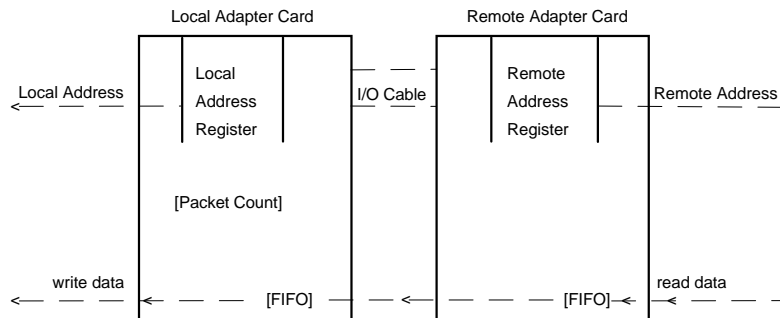 Local Adapter Card
Remote Adapter Card
Local
Address
Register
Remote
Address
Register
Local Address
I/O Cable
Remote Address
[Packet Count]
write data
[FIFO]
[FIFO]
read data